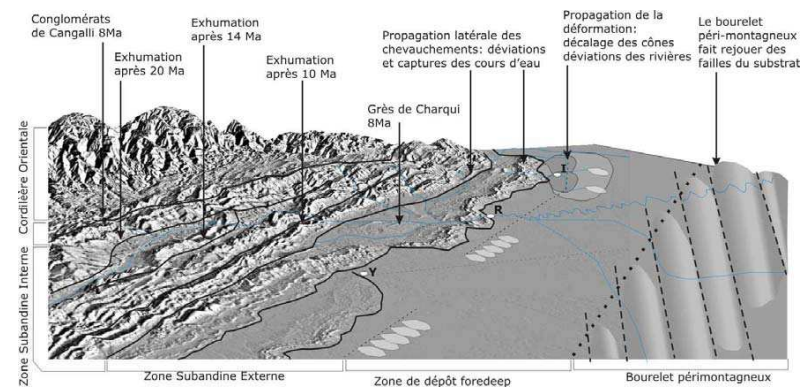 Conglomérats
de Cangalli 8Ma
Exhumation
après 20 Ma
Exhumation
après 14 Ma
Exhumation
après 10 Ma
Grès de Charqui
8Ma
Propagation latérale des
chevauchements: déviations
et captures des cours d'eau
Propagation de la
déformation:
décalage des cônes
déviations des rivières
Le bourelet
péri-montagneux
fait rejouer des
failles du substrat
I
R
Y
Cordilèère Orientale
Zone Subandine Interne
Zone Subandine Externe
Zone de dépôt foredeep
Bourelet périmontagneux